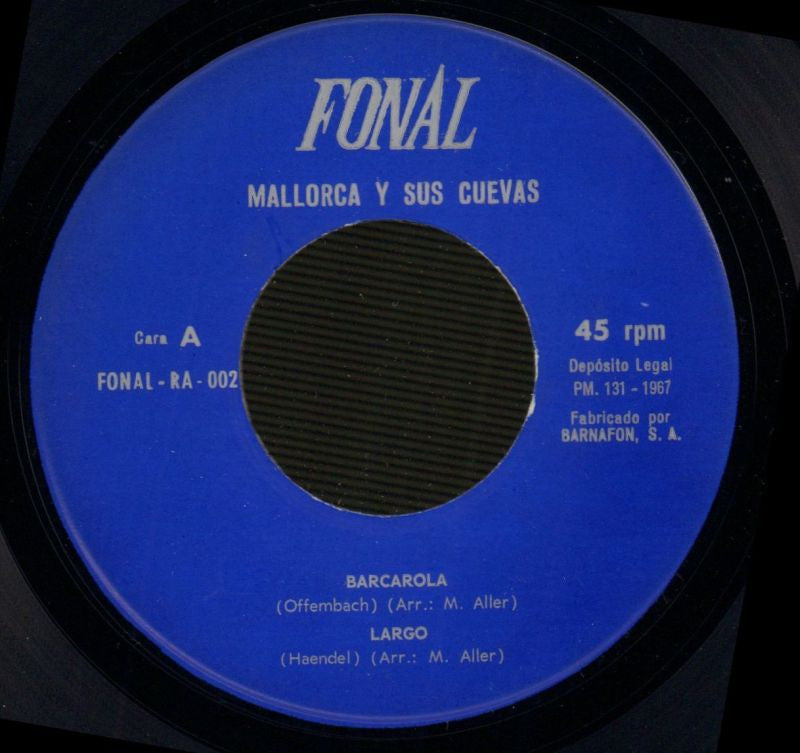 FONAL
MALLORCA Y SUS CUEVAS
Cara A
FONAL-RA-002
45 rpm
Depósito Legal
PM. 131 - 1967
Fabricado por
BARNAFON, S. A.
BARCAROLA
(Offembach) (Arr.: M. Aller)
LARGO
(Haendel) (Arr.: M. Aller)